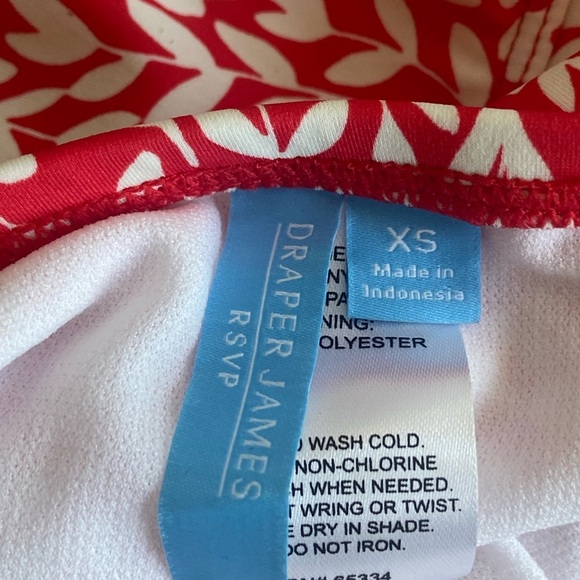 DRAPER JAMES
RSVP
XS
Made in
Indonesia
NING:
OLYESTER
WASH COLD.
NON-CHLORINE
H WHEN NEEDED.
T WRING OR TWIST.
E DRY IN SHADE.
DO NOT IRON.
65334